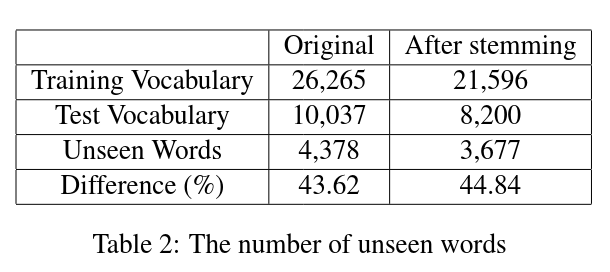 Original After stemming
Training Vocabulary 26,265 21,596
Test Vocabulary 10,037 8,200
Unseen Words 4,378 3,677
Difference (%) 43.62 44.84
Table 2: The number of unseen words